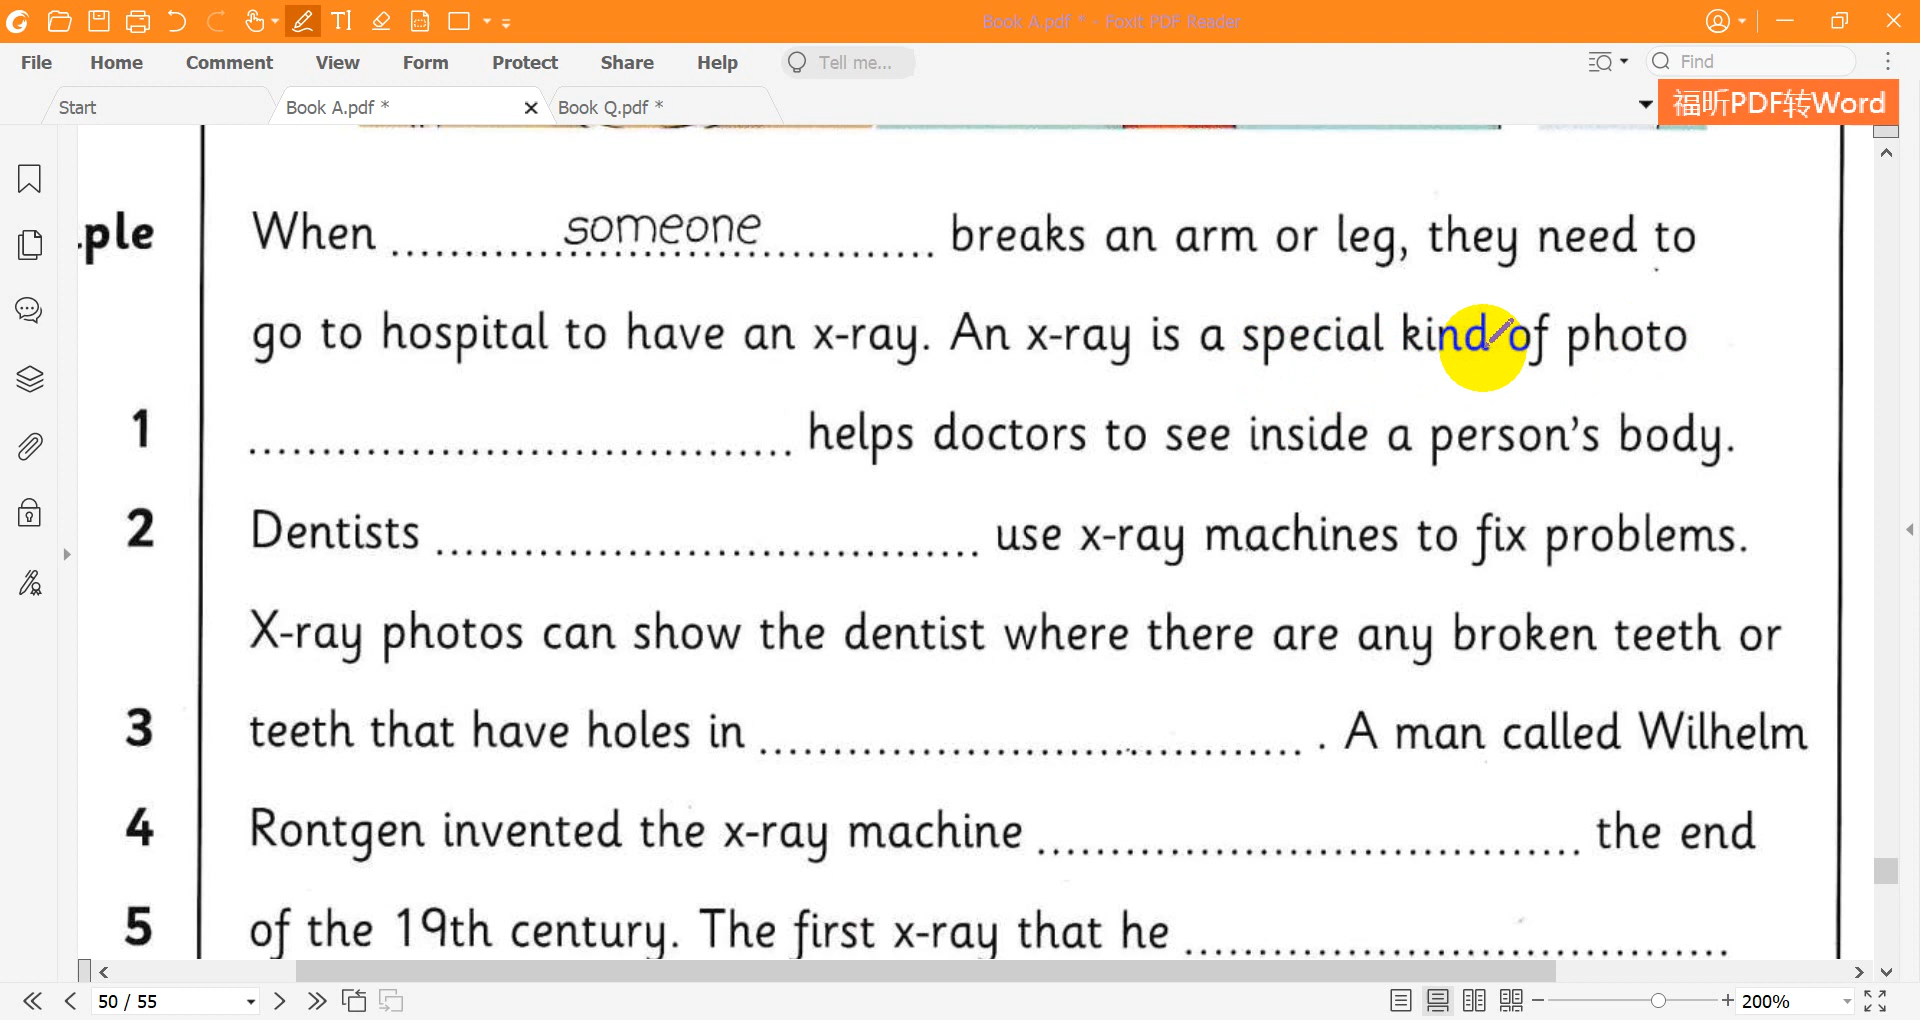 Book A.pdf * - Foxit PDF Reader
File Home Comment View Form Protect Share Help Tell me... Find
Start Book A.pdf * Book Q.pdf * 福昕PDF转Word
ple When someone breaks an arm or leg, they need to
go to hospital to have an x-ray. An x-ray is a special kind of photo
1 helps doctors to see inside a person's body.
2 Dentists use x-ray machines to fix problems.
X-ray photos can show the dentist where there are any broken teeth or
3 teeth that have holes in . A man called Wilhelm
4 Rontgen invented the x-ray machine the end
5 of the 19th century. The first x-ray that he
50 / 55 200%